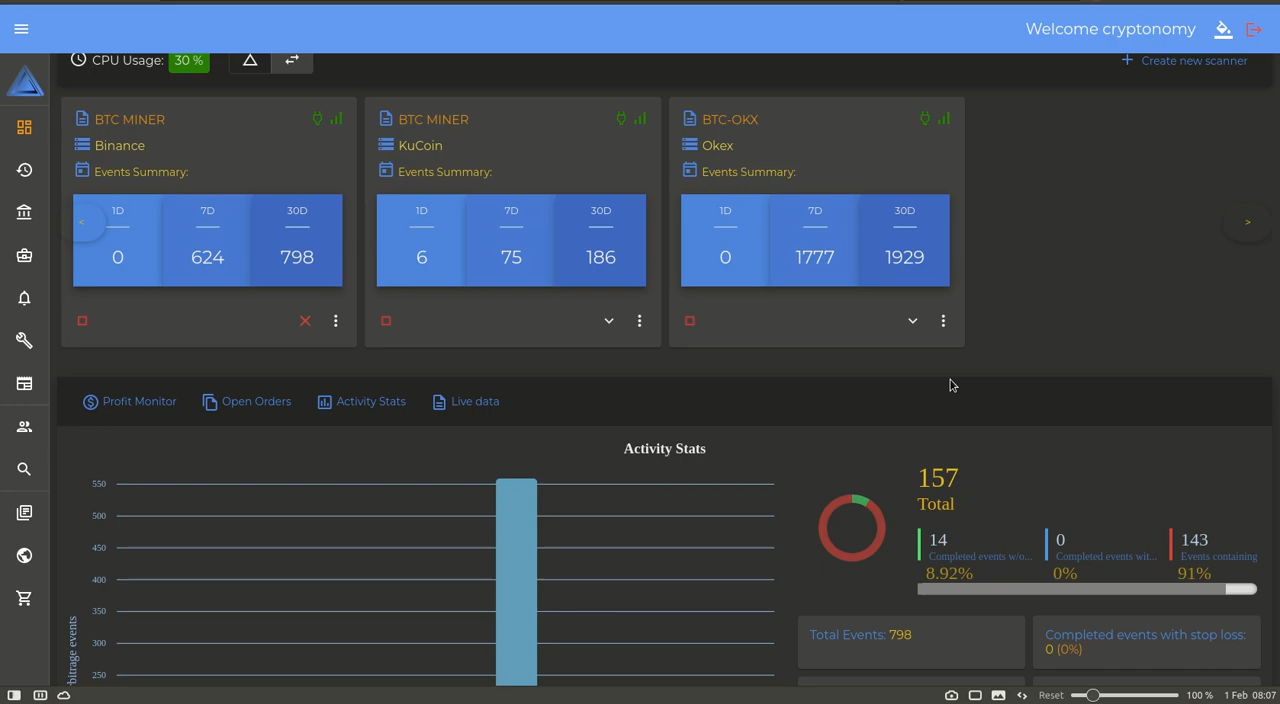 Welcome cryptonomy
CPU Usage: 30 %
+ Create new scanner
BTC MINER
Binance
Events Summary:
1D 7D 30D
0 624 798
BTC MINER
KuCoin
Events Summary:
1D 7D 30D
6 75 186
BTC-OKX
Okex
Events Summary:
1D 7D 30D
0 1777 1929
<
>
Profit Monitor Open Orders Activity Stats Live data
Activity Stats
550
500
450
400
350
300
250
rbitrage events
157
Total
14
Completed events w/o...
8.92%
0
Completed events wit...
0%
143
Events containing
91%
Total Events: 798
Completed events with stop loss:
0 (0%)
Reset 100 % 1 Feb 08:07